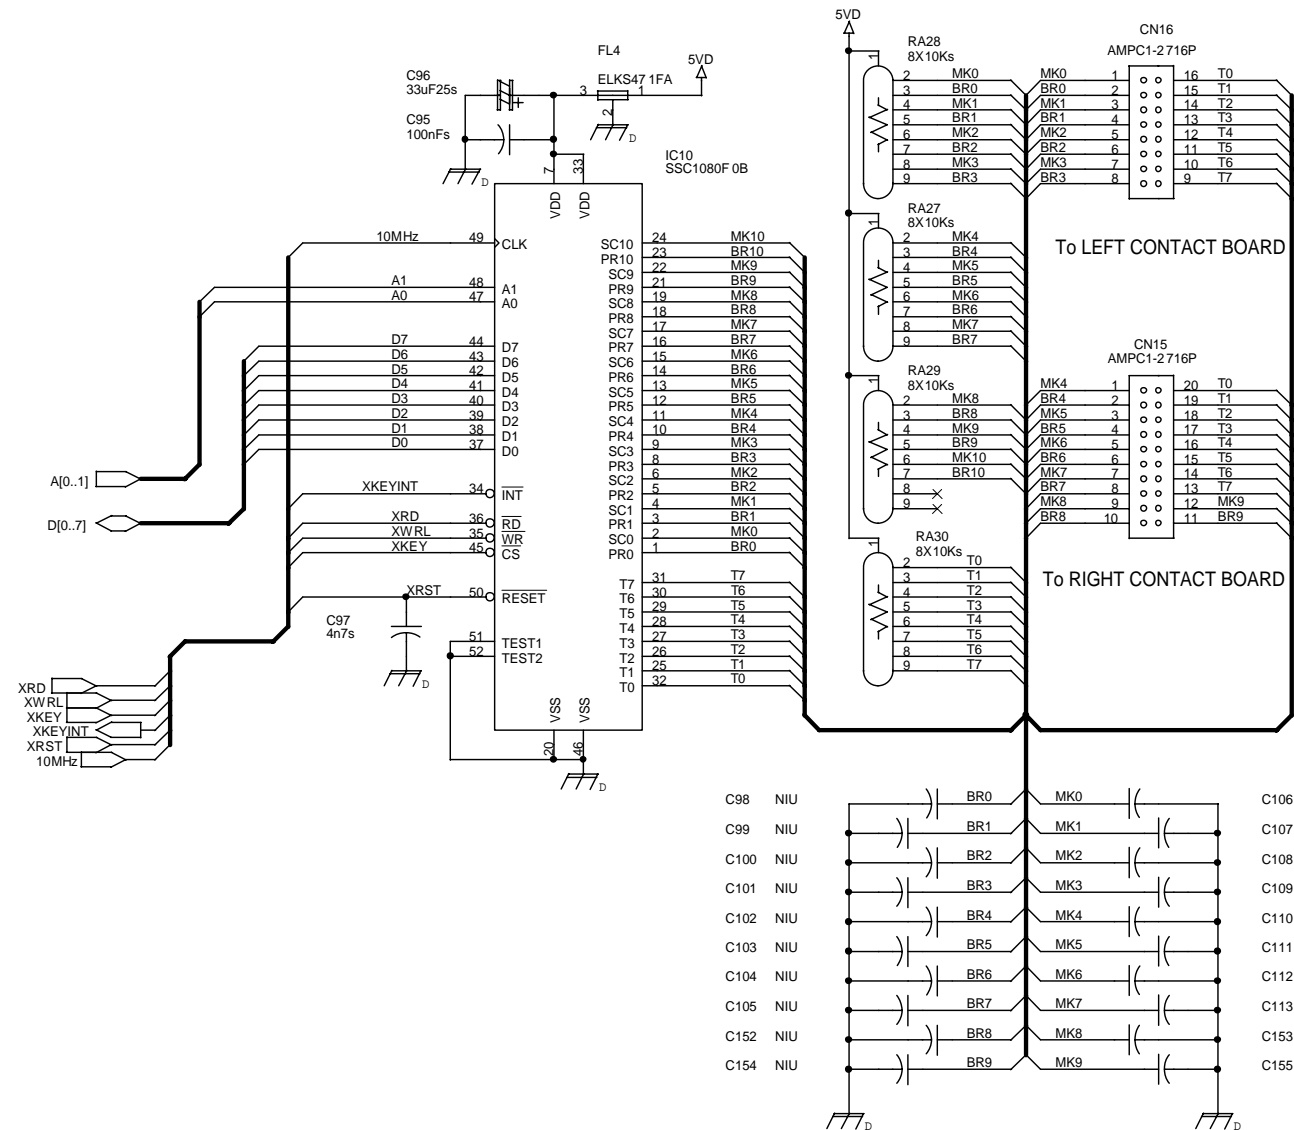 5VD
FL4
ELKS471FA
3 1
2
5VD
C96
33uF25s
C95
100nFs
D
D
IC10
SSC1080F0B
7 33
VDD VDD
10MHz 49 CLK
A1 48 A1
A0 47 A0
D7 44 D7
D6 43 D6
D5 42 D5
D4 41 D4
D3 40 D3
D2 39 D2
D1 38 D1
D0 37 D0
XKEYINT 34 INT
XRD 36 RD
XWRL 35 WR
XKEY 45 CS
XRST 50 RESET
51 TEST1
52 TEST2
VSS VSS
20 46
D
C97
4n7s
D
A[0..1]
D[0..7]
XRD
XWRL
XKEY
XKEYINT
XRST
10MHz
SC10 24 MK10
PR10 23 BR10
SC9 22 MK9
PR9 21 BR9
SC8 19 MK8
PR8 18 BR8
SC7 17 MK7
PR7 16 BR7
SC6 15 MK6
PR6 14 BR6
SC5 13 MK5
PR5 12 BR5
SC4 11 MK4
PR4 10 BR4
SC3 9 MK3
PR3 8 BR3
SC2 6 MK2
PR2 5 BR2
SC1 4 MK1
PR1 3 BR1
SC0 2 MK0
PR0 1 BR0
T7 31 T7
T6 30 T6
T5 29 T5
T4 28 T4
T3 27 T3
T2 26 T2
T1 25 T1
T0 32 T0
RA28
8X10Ks
1
2 MK0
3 BR0
4 MK1
5 BR1
6 MK2
7 BR2
8 MK3
9 BR3
RA27
8X10Ks
1
2 MK4
3 BR4
4 MK5
5 BR5
6 MK6
7 BR6
8 MK7
9 BR7
RA29
8X10Ks
1
2 MK8
3 BR8
4 MK9
5 BR9
6 MK10
7 BR10
8
9
RA30
8X10Ks
1
2 T0
3 T1
4 T2
5 T3
6 T4
7 T5
8 T6
9 T7
CN16
AMPC1-2716P
MK0 1 16 T0
BR0 2 15 T1
MK1 3 14 T2
BR1 4 13 T3
MK2 5 12 T4
BR2 6 11 T5
MK3 7 10 T6
BR3 8 9 T7
To LEFT CONTACT BOARD
CN15
AMPC1-2716P
MK4 1 20 T0
BR4 2 19 T1
MK5 3 18 T2
BR5 4 17 T3
MK6 5 16 T4
BR6 6 15 T5
MK7 7 14 T6
BR7 8 13 T7
MK8 9 12 MK9
BR8 10 11 BR9
To RIGHT CONTACT BOARD
C98 NIU BR0 MK0 C106
C99 NIU BR1 MK1 C107
C100 NIU BR2 MK2 C108
C101 NIU BR3 MK3 C109
C102 NIU BR4 MK4 C110
C103 NIU BR5 MK5 C111
C104 NIU BR6 MK6 C112
C105 NIU BR7 MK7 C113
C152 NIU BR8 MK8 C153
C154 NIU BR9 MK9 C155
D D